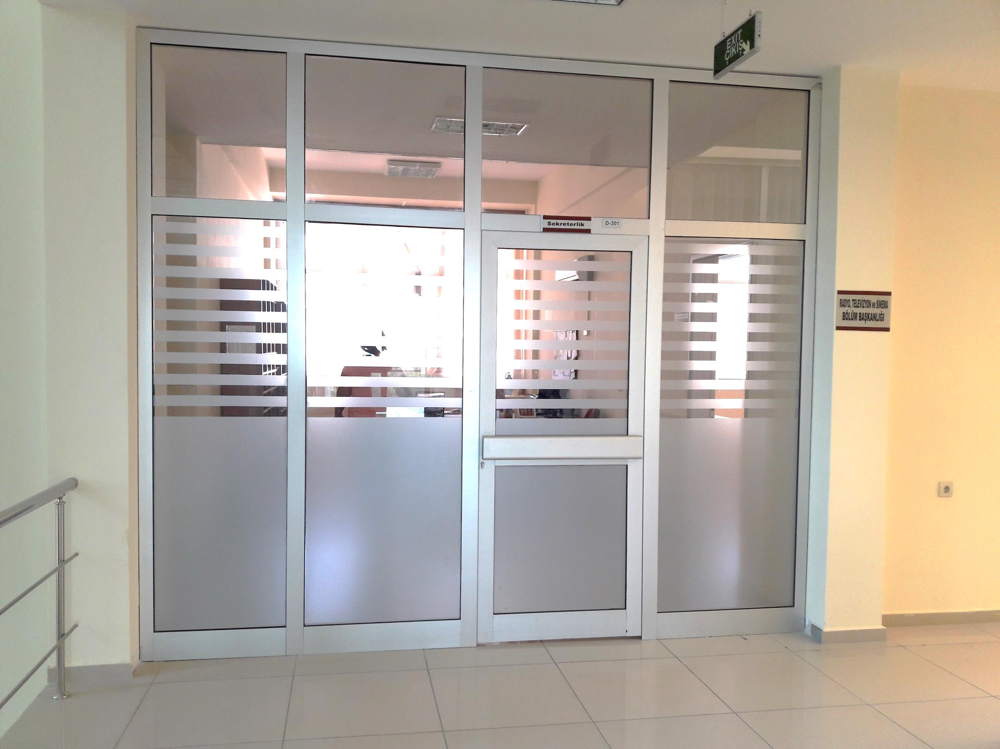 EXIT
ÇIKIŞ
Sekreterlik
D-301
RADYO, TELEVİZYON ve SİNEMA
BÖLÜM BAŞKANLIĞI